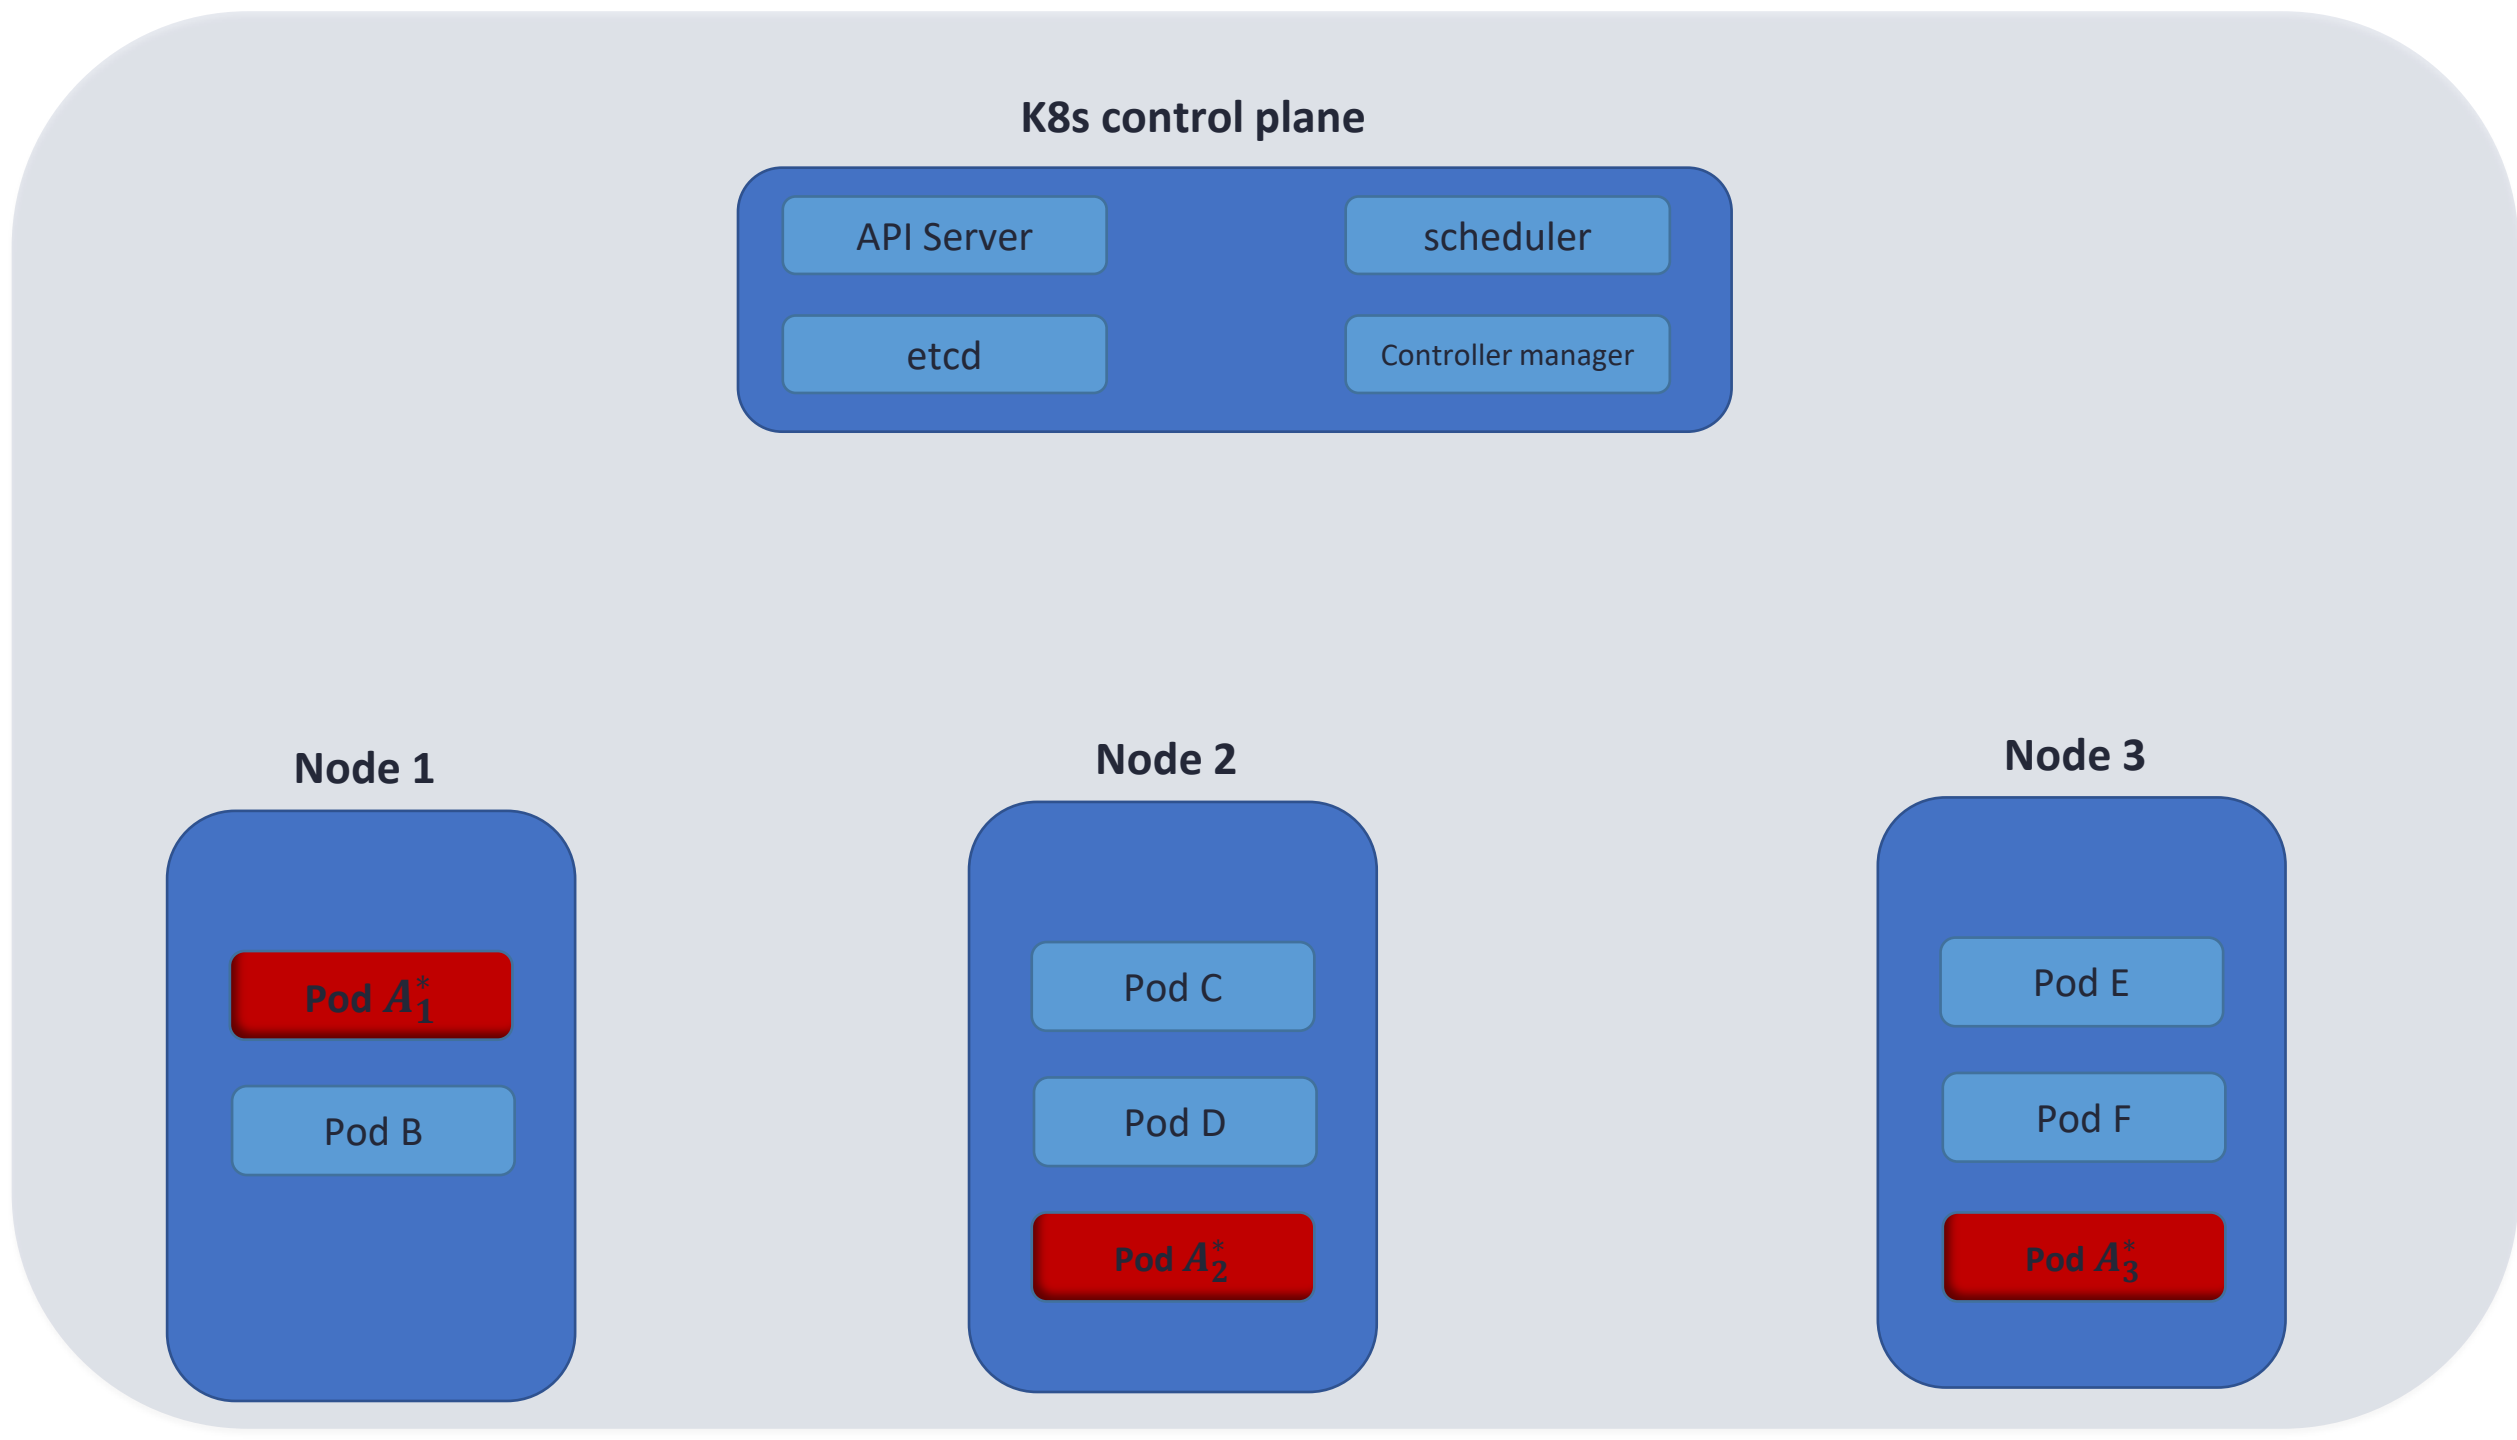 K8s control plane
API Server
scheduler
etcd
Controller manager
Node 1
Node 2
Node 3
Pod A₁*
Pod B
Pod C
Pod D
Pod A₂*
Pod E
Pod F
Pod A₃*